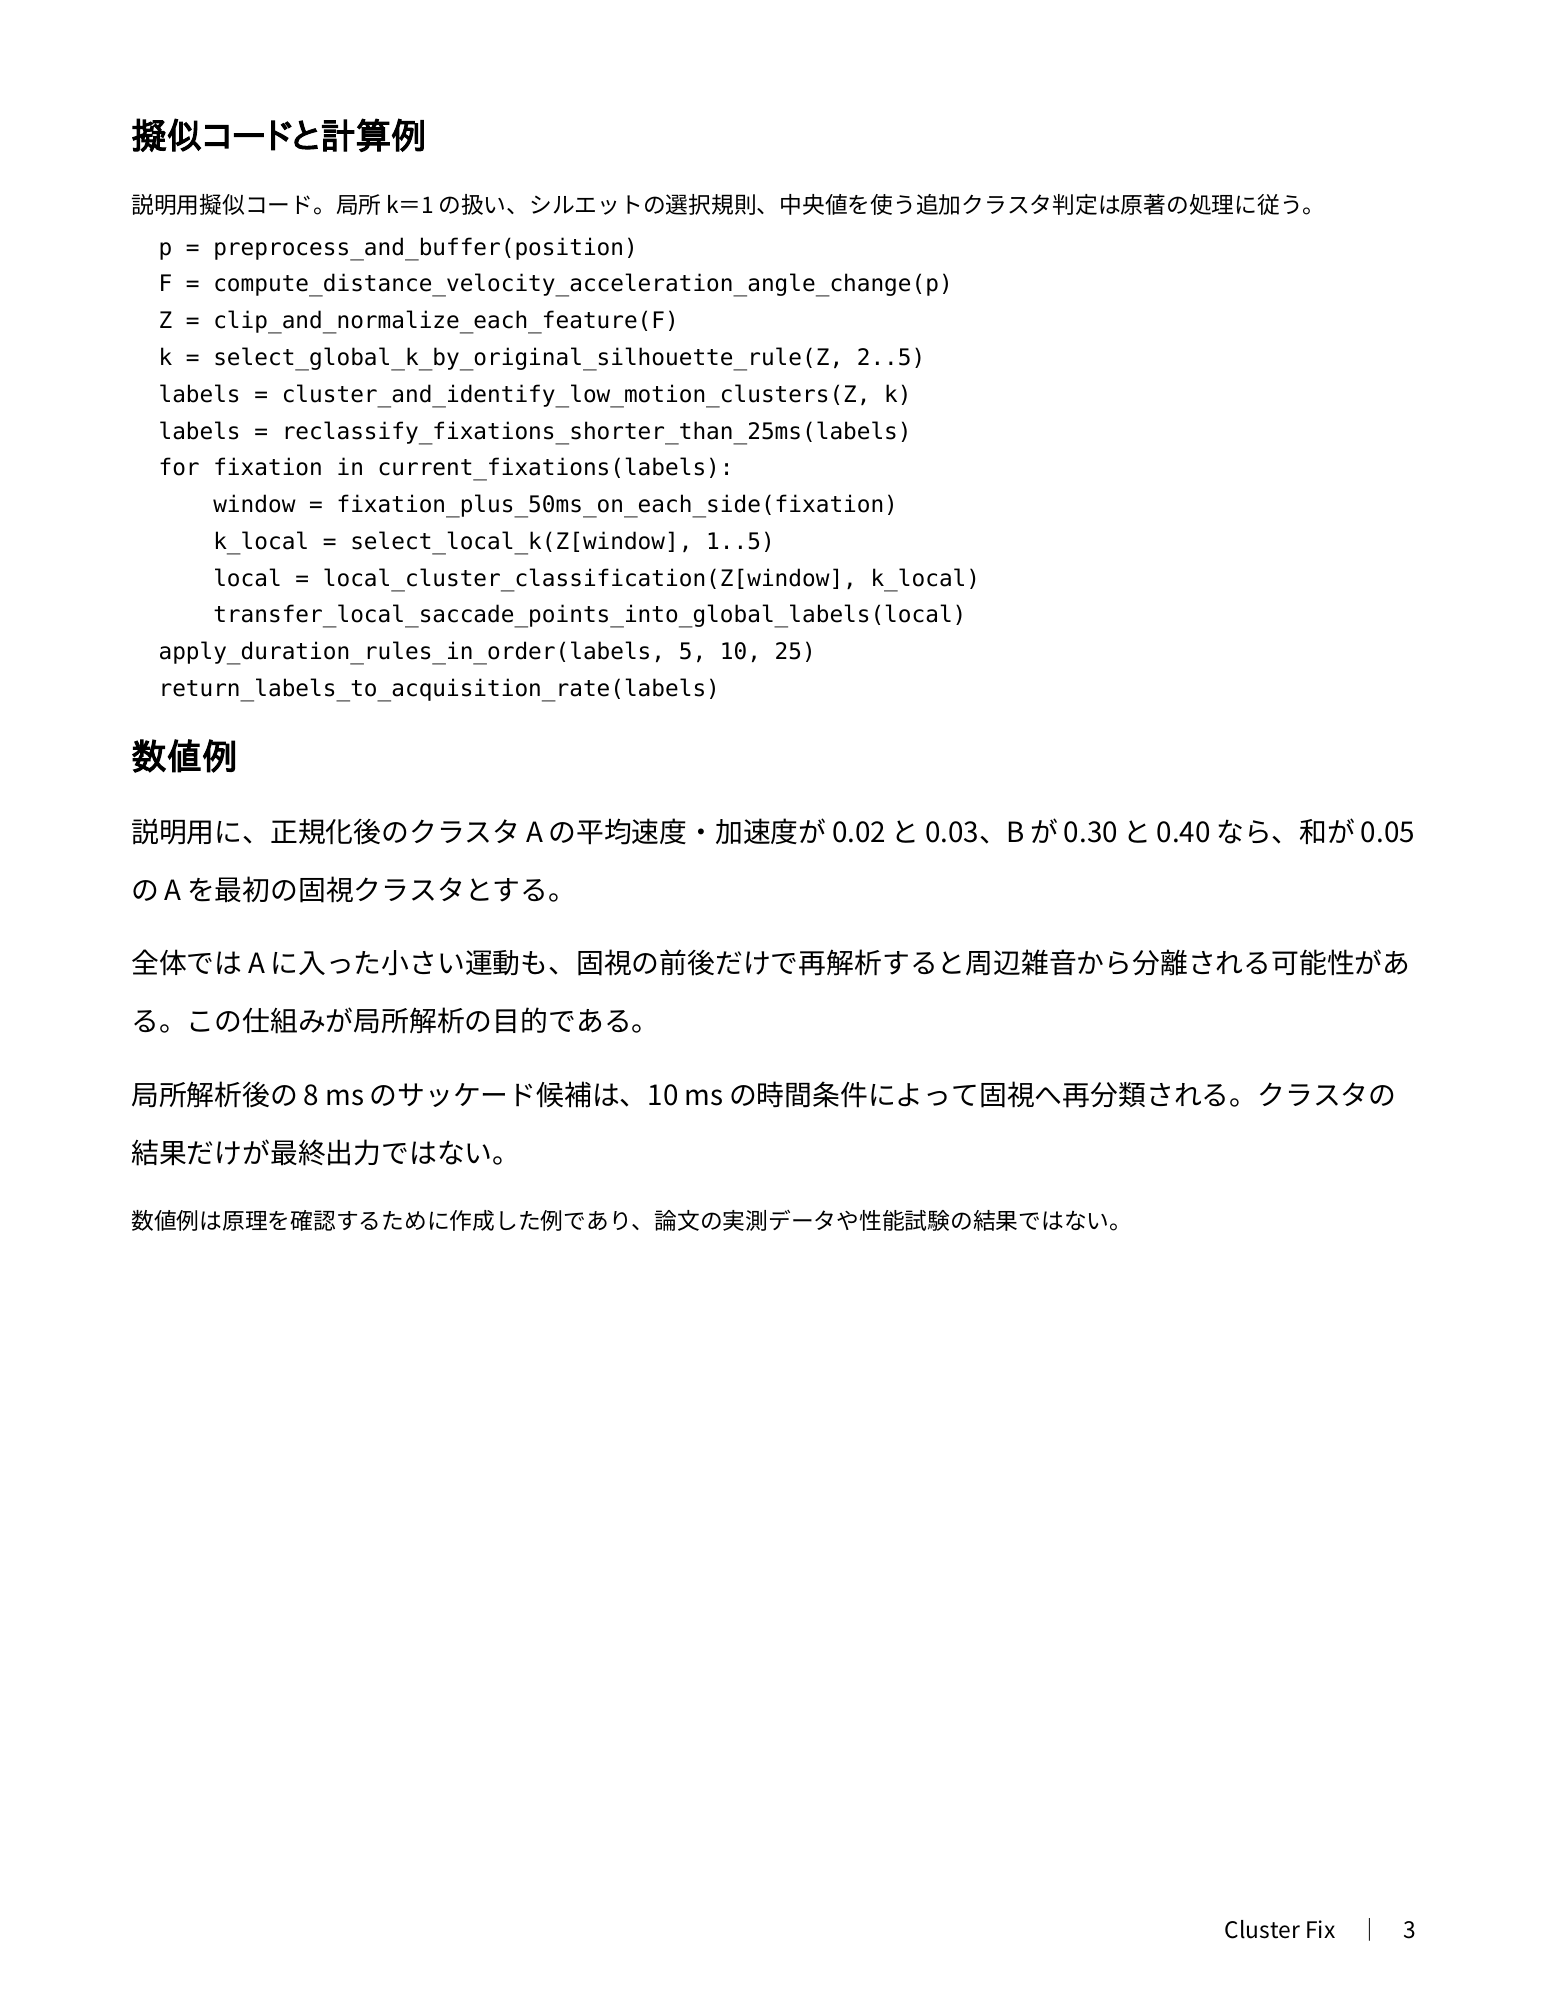 擬似コードと計算例
説明用擬似コード。局所 k＝1 の扱い、シルエットの選択規則、中央値を使う追加クラスタ判定は原著の処理に従う。
p = preprocess_and_buffer(position)
F = compute_distance_velocity_acceleration_angle_change(p)
Z = clip_and_normalize_each_feature(F)
k = select_global_k_by_original_silhouette_rule(Z, 2..5)
labels = cluster_and_identify_low_motion_clusters(Z, k)
labels = reclassify_fixations_shorter_than_25ms(labels)
for fixation in current_fixations(labels):
    window = fixation_plus_50ms_on_each_side(fixation)
    k_local = select_local_k(Z[window], 1..5)
    local = local_cluster_classification(Z[window], k_local)
    transfer_local_saccade_points_into_global_labels(local)
apply_duration_rules_in_order(labels, 5, 10, 25)
return_labels_to_acquisition_rate(labels)
数値例
説明用に、正規化後のクラスタ A の平均速度・加速度が 0.02 と 0.03、B が 0.30 と 0.40 なら、和が 0.05
の A を最初の固視クラスタとする。
全体では A に入った小さい運動も、固視の前後だけで再解析すると周辺雑音から分離される可能性があ
る。この仕組みが局所解析の目的である。
局所解析後の 8 ms のサッケード候補は、10 ms の時間条件によって固視へ再分類される。クラスタの
結果だけが最終出力ではない。
数値例は原理を確認するために作成した例であり、論文の実測データや性能試験の結果ではない。
Cluster Fix ｜ 3